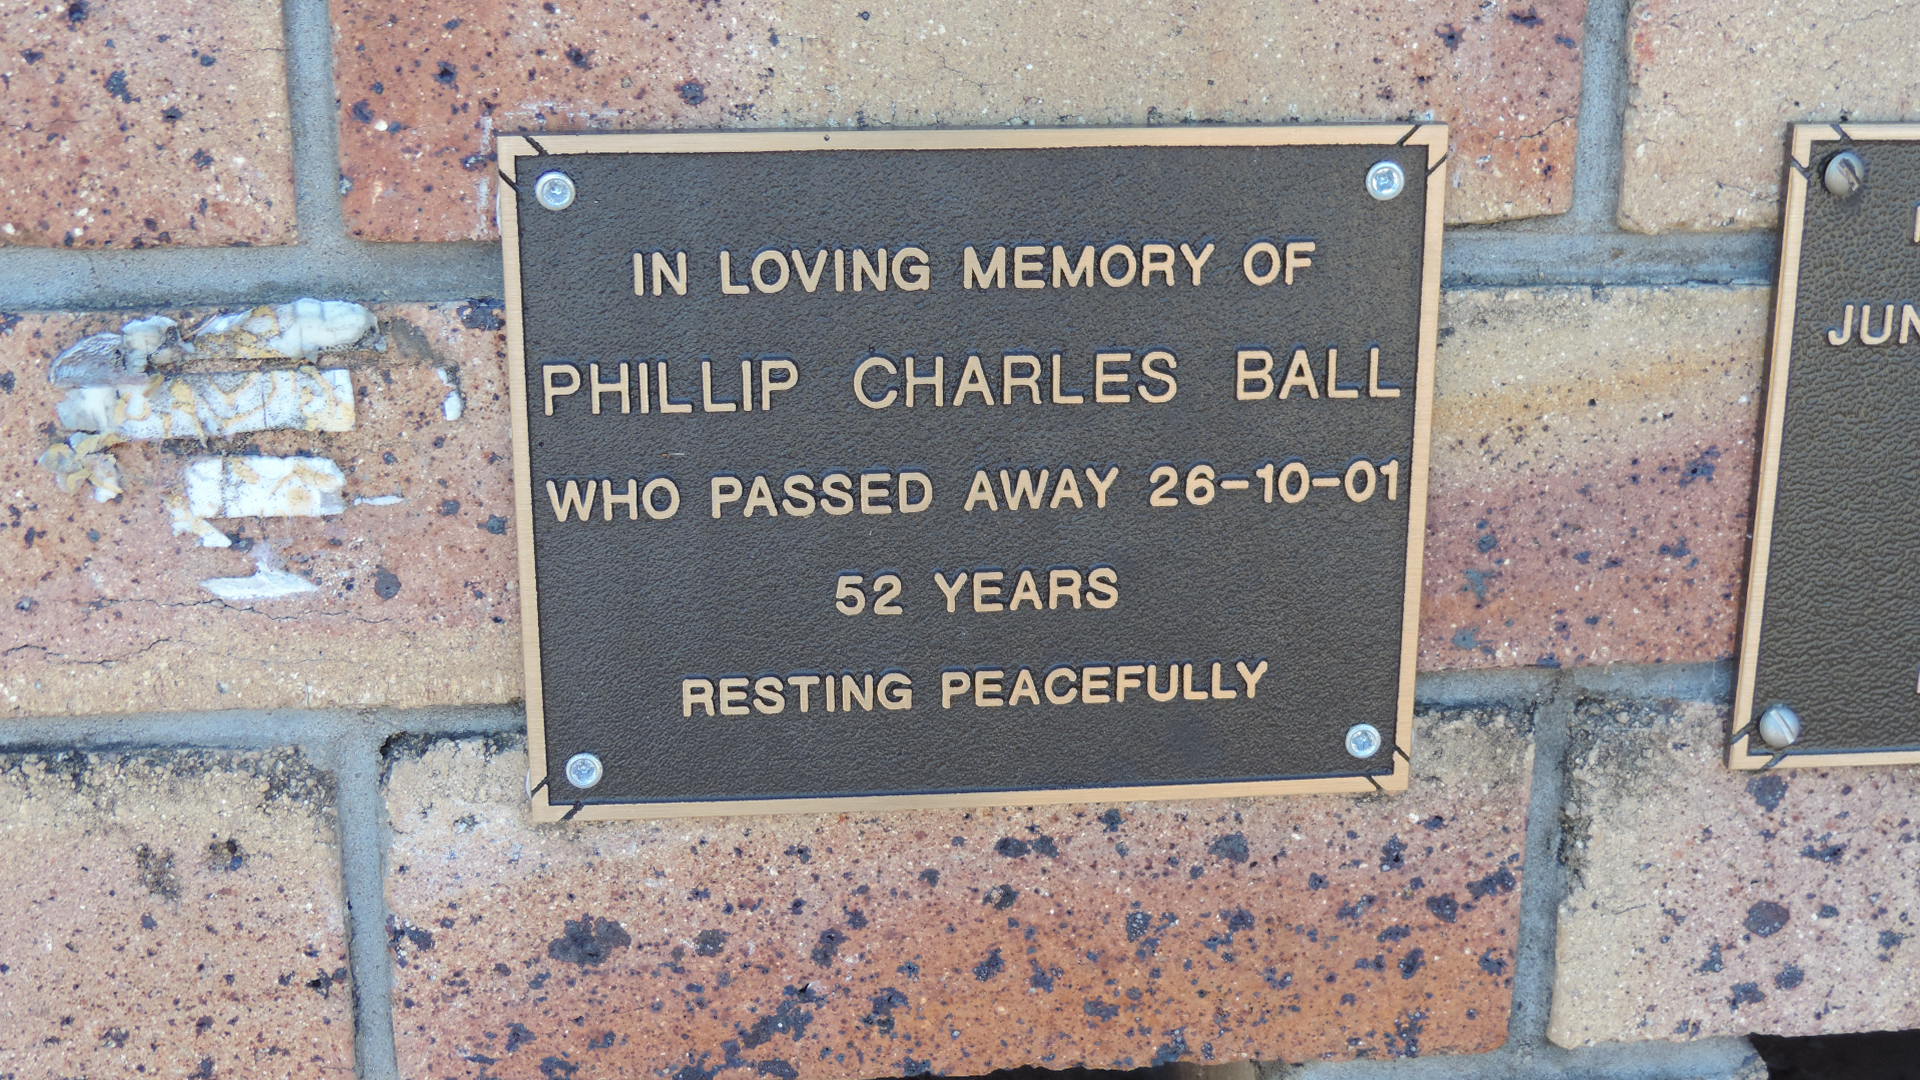 IN LOVING MEMORY OF
PHILLIP CHARLES BALL
WHO PASSED AWAY 26-10-01
52 YEARS
RESTING PEACEFULLY